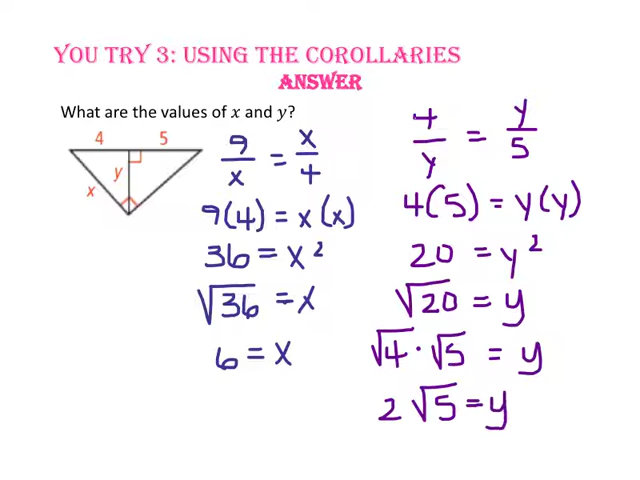 YOU TRY 3: USING THE COROLLARIES
ANSWER
What are the values of x and y?
4 5
y
x
9/x = x/4
9(4) = x(x)
36 = x²
√36 = x
6 = x
4/y = y/5
4(5) = y(y)
20 = y²
√20 = y
√4 · √5 = y
2√5 = y